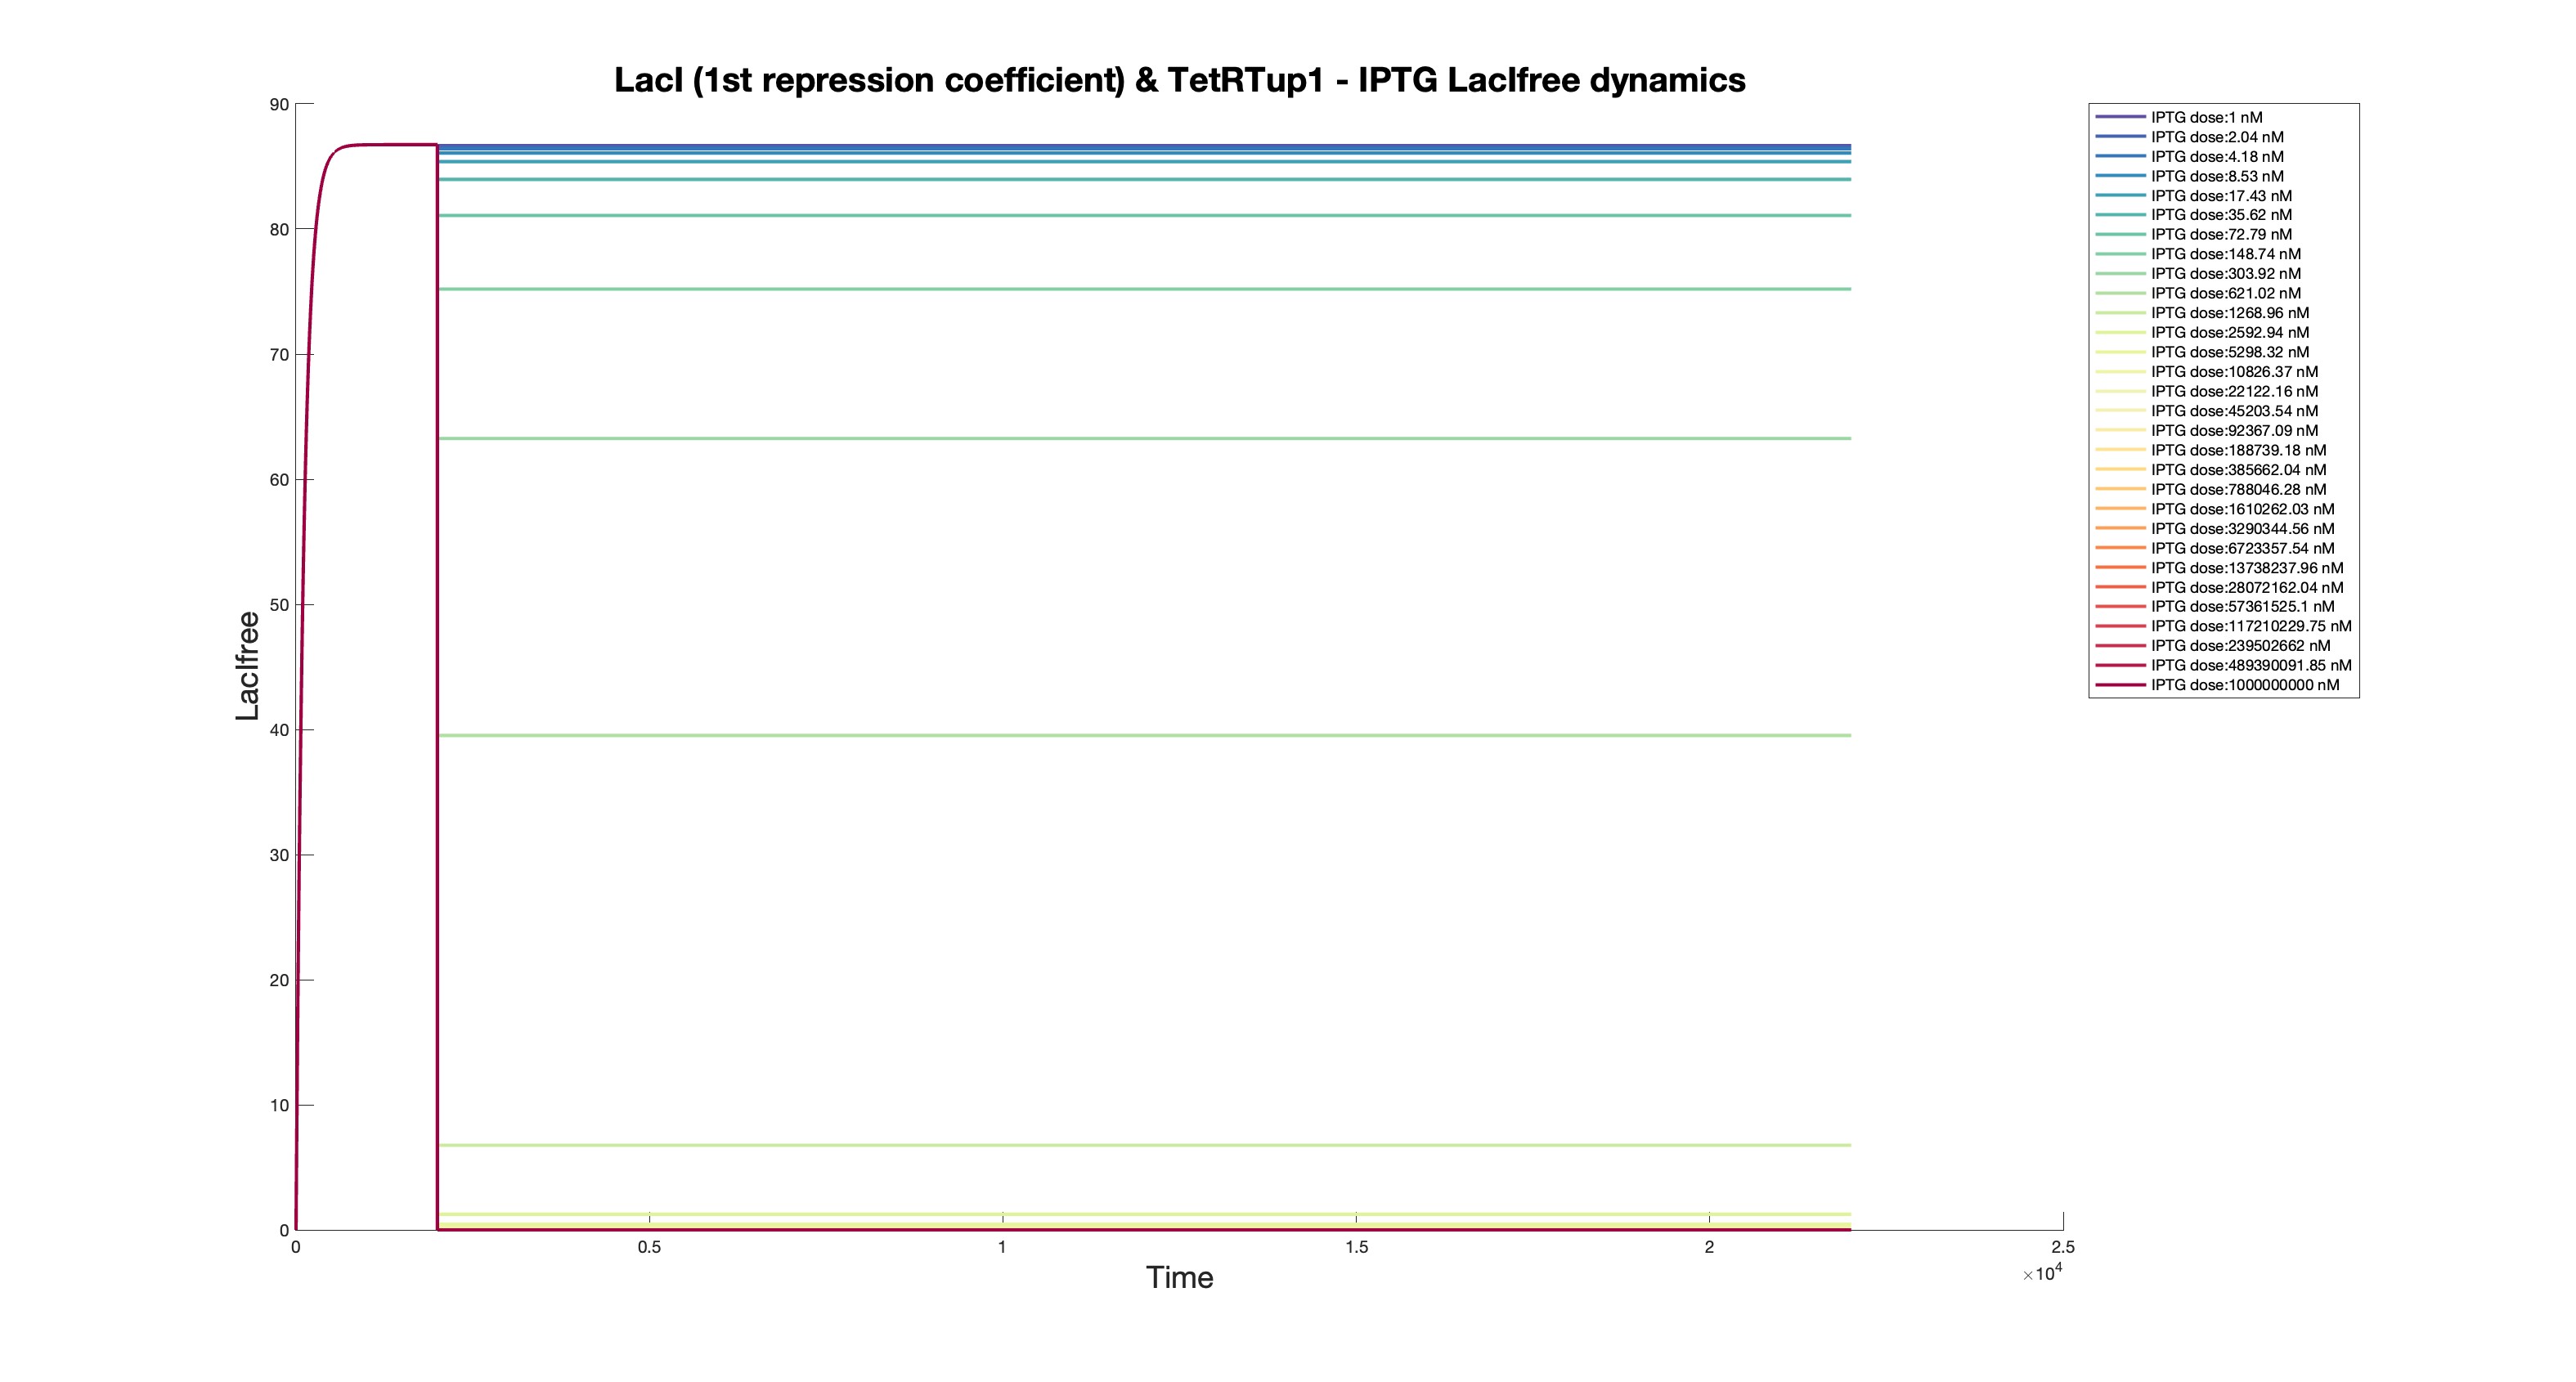 LacI (1st repression coefficient) & TetRTup1 - IPTG LacIfree dynamics
90
80
70
60
50
40
30
20
10
0
LacIfree
0
0.5
1
1.5
2
2.5
×10⁴
Time
IPTG dose:1 nM
IPTG dose:2.04 nM
IPTG dose:4.18 nM
IPTG dose:8.53 nM
IPTG dose:17.43 nM
IPTG dose:35.62 nM
IPTG dose:72.79 nM
IPTG dose:148.74 nM
IPTG dose:303.92 nM
IPTG dose:621.02 nM
IPTG dose:1268.96 nM
IPTG dose:2592.94 nM
IPTG dose:5298.32 nM
IPTG dose:10826.37 nM
IPTG dose:22122.16 nM
IPTG dose:45203.54 nM
IPTG dose:92367.09 nM
IPTG dose:188739.18 nM
IPTG dose:385662.04 nM
IPTG dose:788046.28 nM
IPTG dose:1610262.03 nM
IPTG dose:3290344.56 nM
IPTG dose:6723357.54 nM
IPTG dose:13738237.96 nM
IPTG dose:28072162.04 nM
IPTG dose:57361525.1 nM
IPTG dose:117210229.75 nM
IPTG dose:239502662 nM
IPTG dose:489390091.85 nM
IPTG dose:1000000000 nM